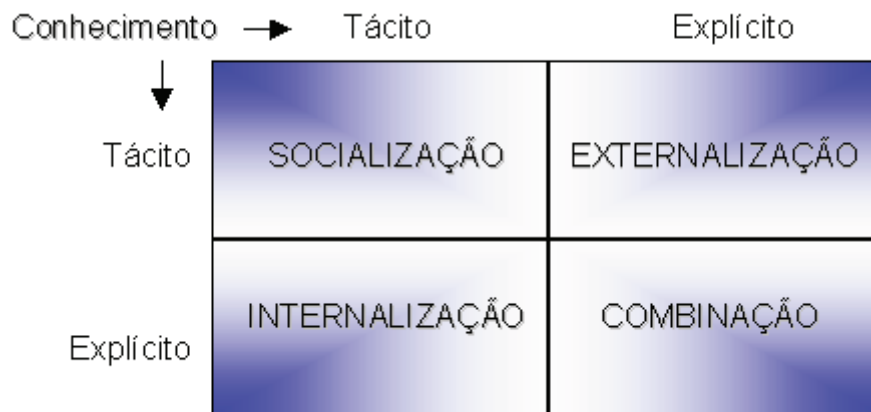 Conhecimento Tácito Explícito
Tácito SOCIALIZAÇÃO EXTERNALIZAÇÃO
INTERNALIZAÇÃO COMBINAÇÃO
Explícito